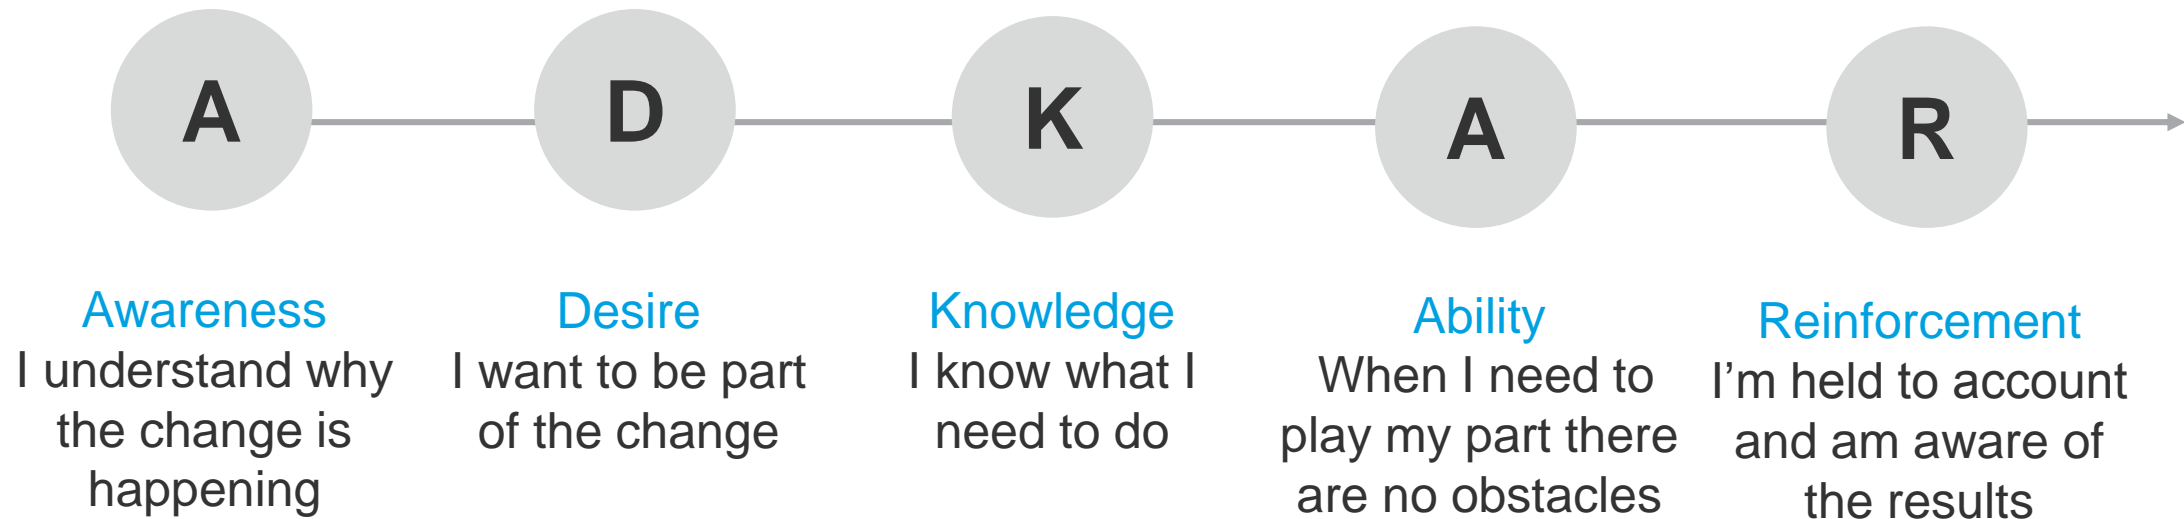 A
D
K
A
R
Awareness
I understand why
the change is
happening
Desire
I want to be part
of the change
Knowledge
I know what I
need to do
Ability
When I need to
play my part there
are no obstacles
Reinforcement
I’m held to account
and am aware of
the results